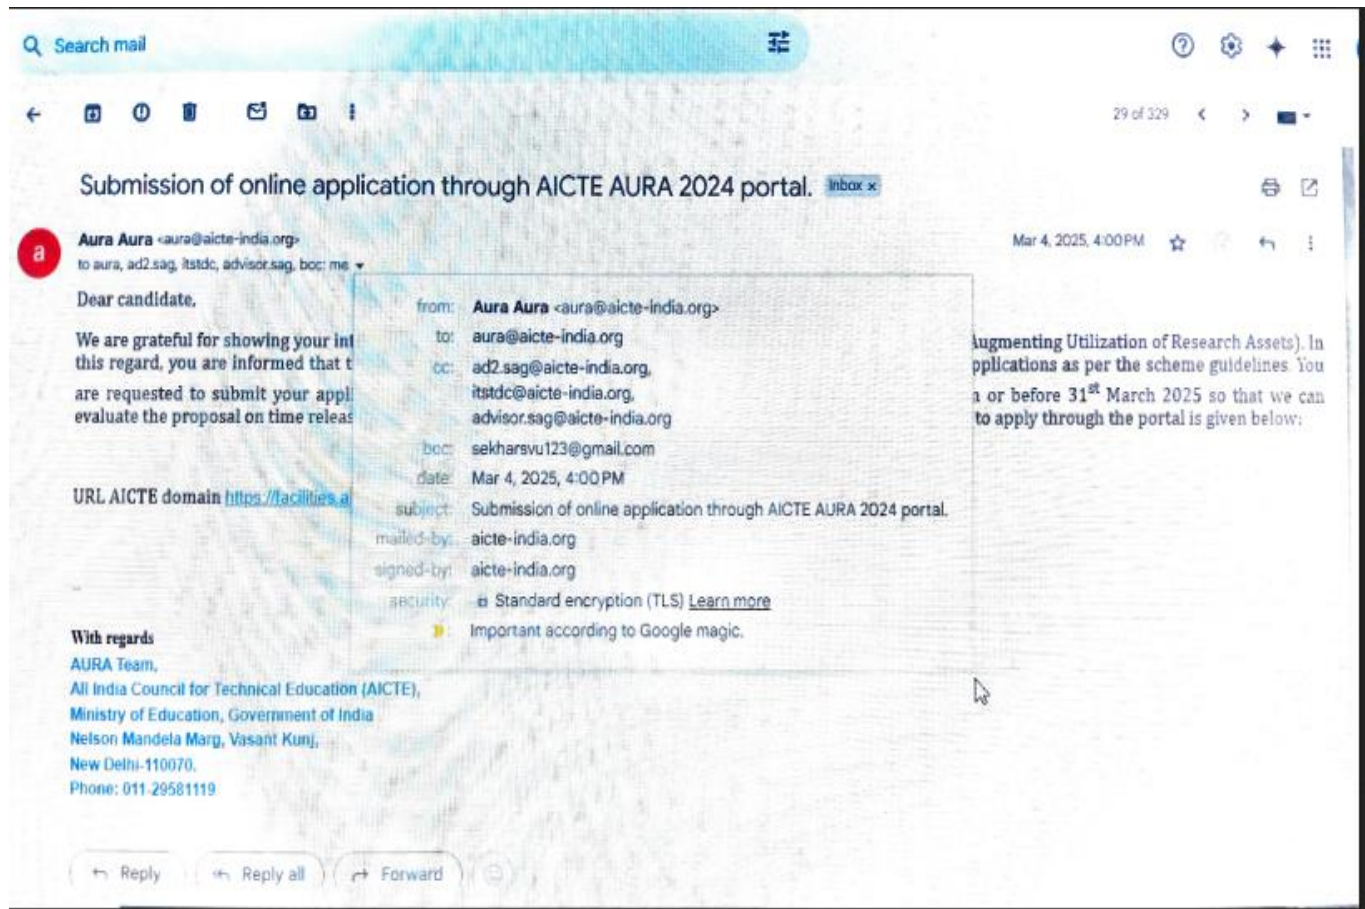 Search mail
29 of 329
Submission of online application through AICTE AURA 2024 portal. Inbox x
Aura Aura <aura@aicte-india.org>
Mar 4, 2025, 4:00 PM
to aura, ad2.sag, itstdc, advisor.sag, bcc: me
Dear candidate,
We are grateful for showing your int
Augmenting Utilization of Research Assets). In
this regard, you are informed that t
pplications as per the scheme guidelines. You
are requested to submit your appl
or before 31st March 2025 so that we can
evaluate the proposal on time releas
to apply through the portal is given below:
URL AICTE domain https://facilities.a
from: Aura Aura <aura@aicte-india.org>
to: aura@aicte-india.org
cc: ad2.sag@aicte-india.org,
itstdc@aicte-india.org,
advisor.sag@aicte-india.org
bcc: sekharsvu123@gmail.com
date: Mar 4, 2025, 4:00 PM
subject: Submission of online application through AICTE AURA 2024 portal.
mailed-by: aicte-india.org
signed-by: aicte-india.org
security: Standard encryption (TLS) Learn more
Important according to Google magic.
With regards
AURA Team,
All India Council for Technical Education (AICTE),
Ministry of Education, Government of India
Nelson Mandela Marg, Vasant Kunj,
New Delhi-110070.
Phone: 011-29581119
Reply
Reply all
Forward